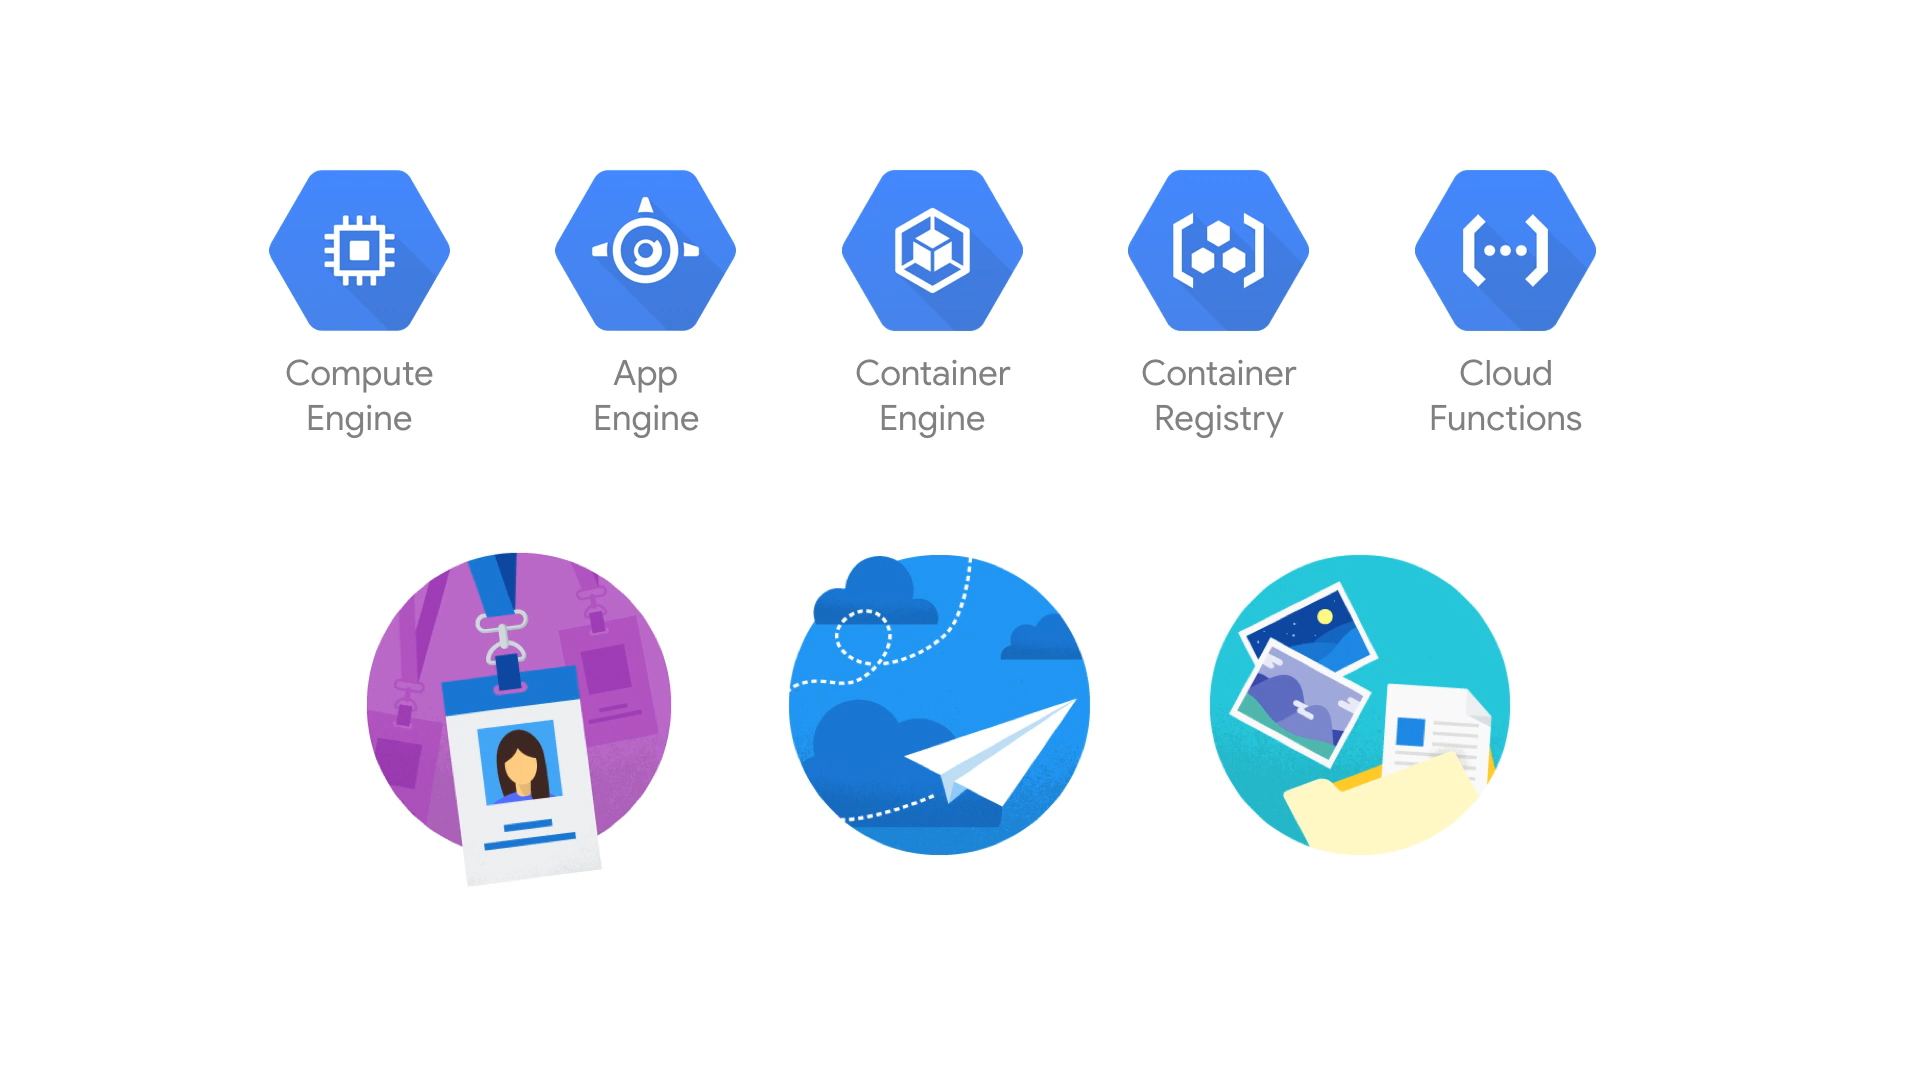 Compute
Engine
App
Engine
Container
Engine
Container
Registry
Cloud
Functions